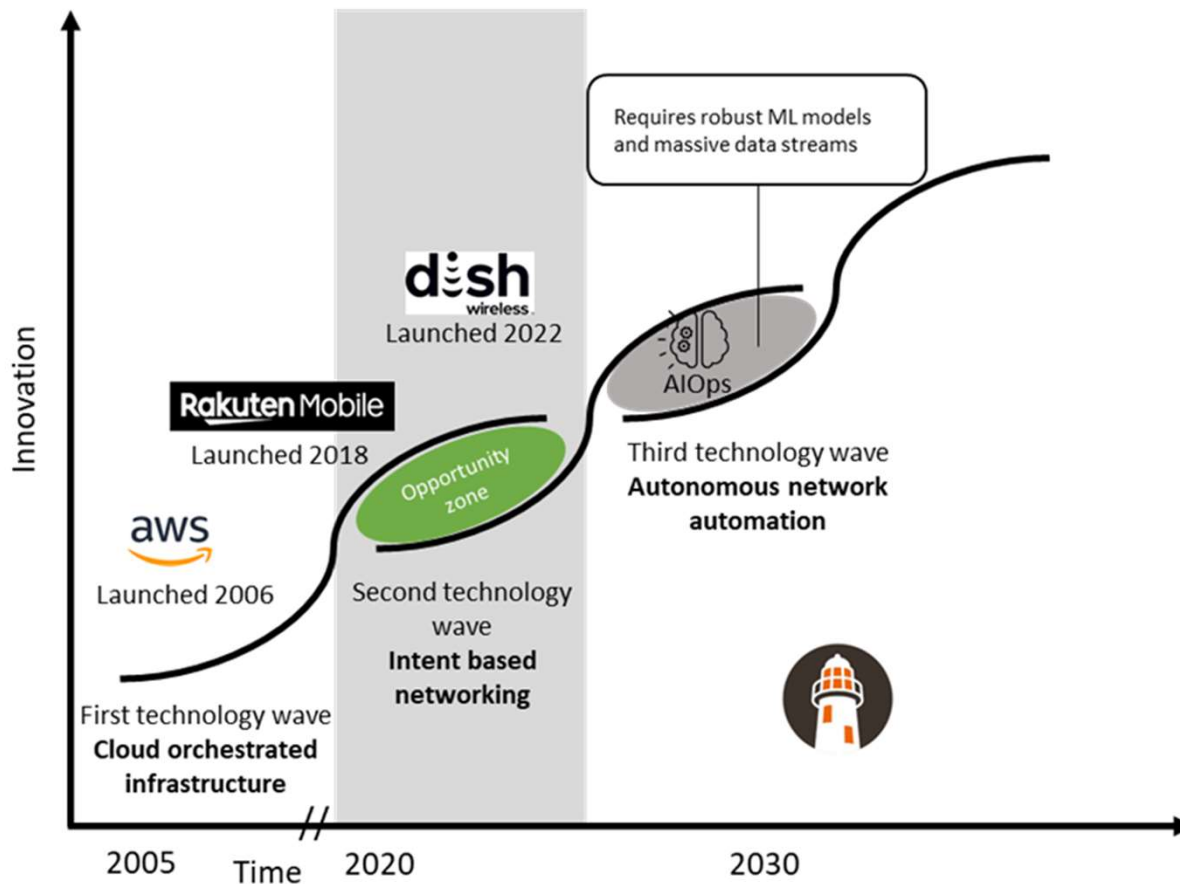 Requires robust ML models
and massive data streams
dish
wireless.
Launched 2022
AIOps
Rakuten Mobile
Launched 2018
Opportunity
zone
Third technology wave
Autonomous network
automation
aws
Launched 2006
Second technology
wave
Intent based
networking
First technology wave
Cloud orchestrated
infrastructure
Innovation
2005
Time
2020
2030